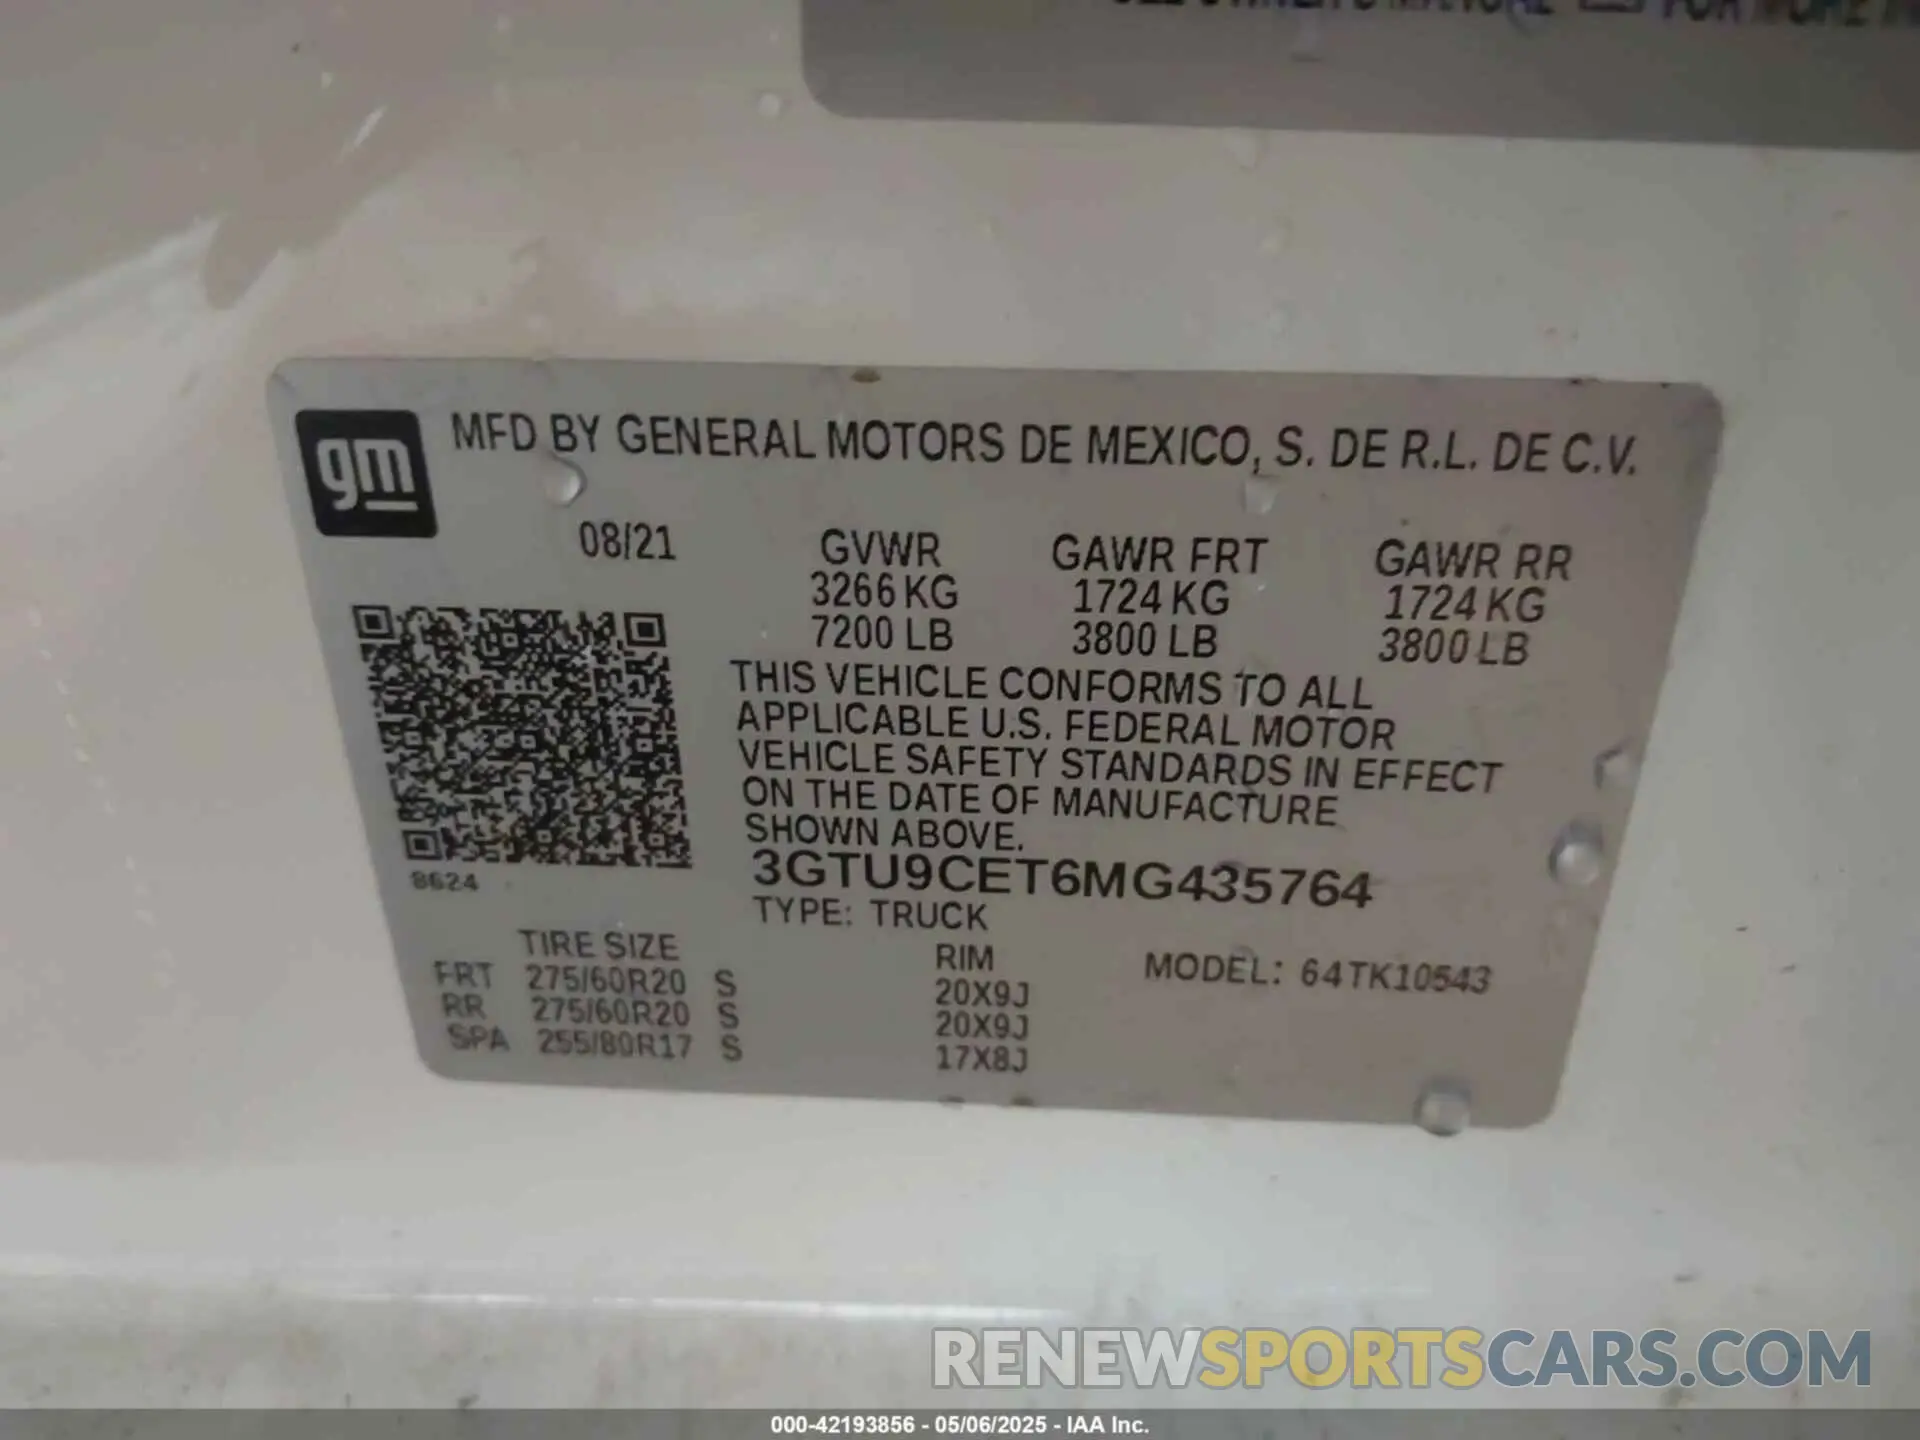 gm
MFD BY GENERAL MOTORS DE MEXICO, S. DE R.L. DE C.V.
08/21 GVWR GAWR FRT GAWR RR
3266 KG 1724 KG 1724 KG
7200 LB 3800 LB 3800 LB
THIS VEHICLE CONFORMS TO ALL
APPLICABLE U.S. FEDERAL MOTOR
VEHICLE SAFETY STANDARDS IN EFFECT
ON THE DATE OF MANUFACTURE
SHOWN ABOVE.
3GTU9CET6MG435764
8624
TYPE: TRUCK
TIRE SIZE RIM MODEL: 64TK10543
FRT 275/60R20 S 20X9J
RR 275/60R20 S 20X9J
SPA 255/80R17 S 17X8J
RENEWSPORTSCARS.COM
000-42193856 - 05/06/2025 - IAA Inc.